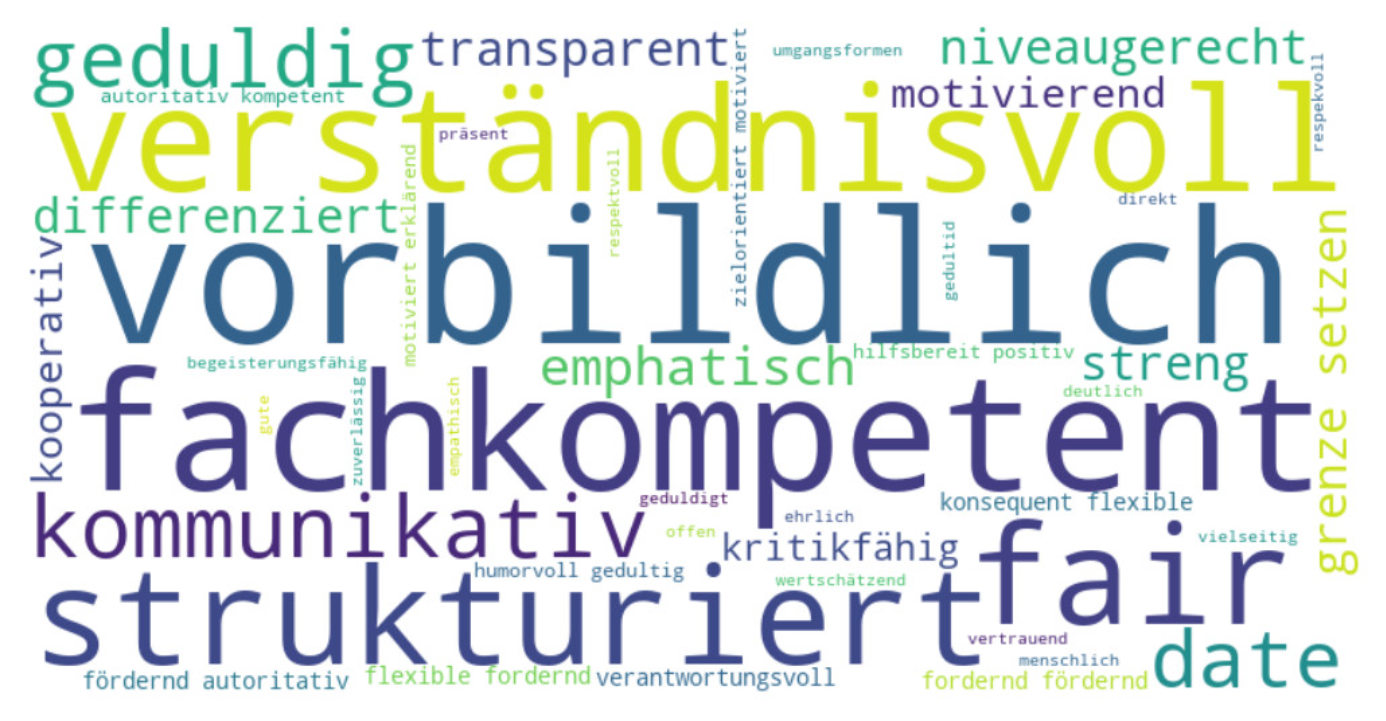 geduldig
transparent
umgangsformen
niveaugerecht
autoritativ kompetent
motivierend
verständnisvoll
präsent
respekvoll
zielorientiert motiviert
motiviert erklärend
respektvoll
direkt
differenziert
vorbildlich
gedultid
kooperativ
grenze setzen
begeisterungsfähig
emphatisch
hilfsbereit positiv
streng
deutlich
fachkompetent
gute
zuverlässig
empathisch
kommunikativ
geduldigt
konsequent flexible
ehrlich
offen
kritikfähig
fair
vielseitig
humorvoll gedultig
wertschätzend
strukturiert
vertrauend
menschlich
date
fördernd autoritativ
flexible fordernd
verantwortungsvoll
fordernd fördernd